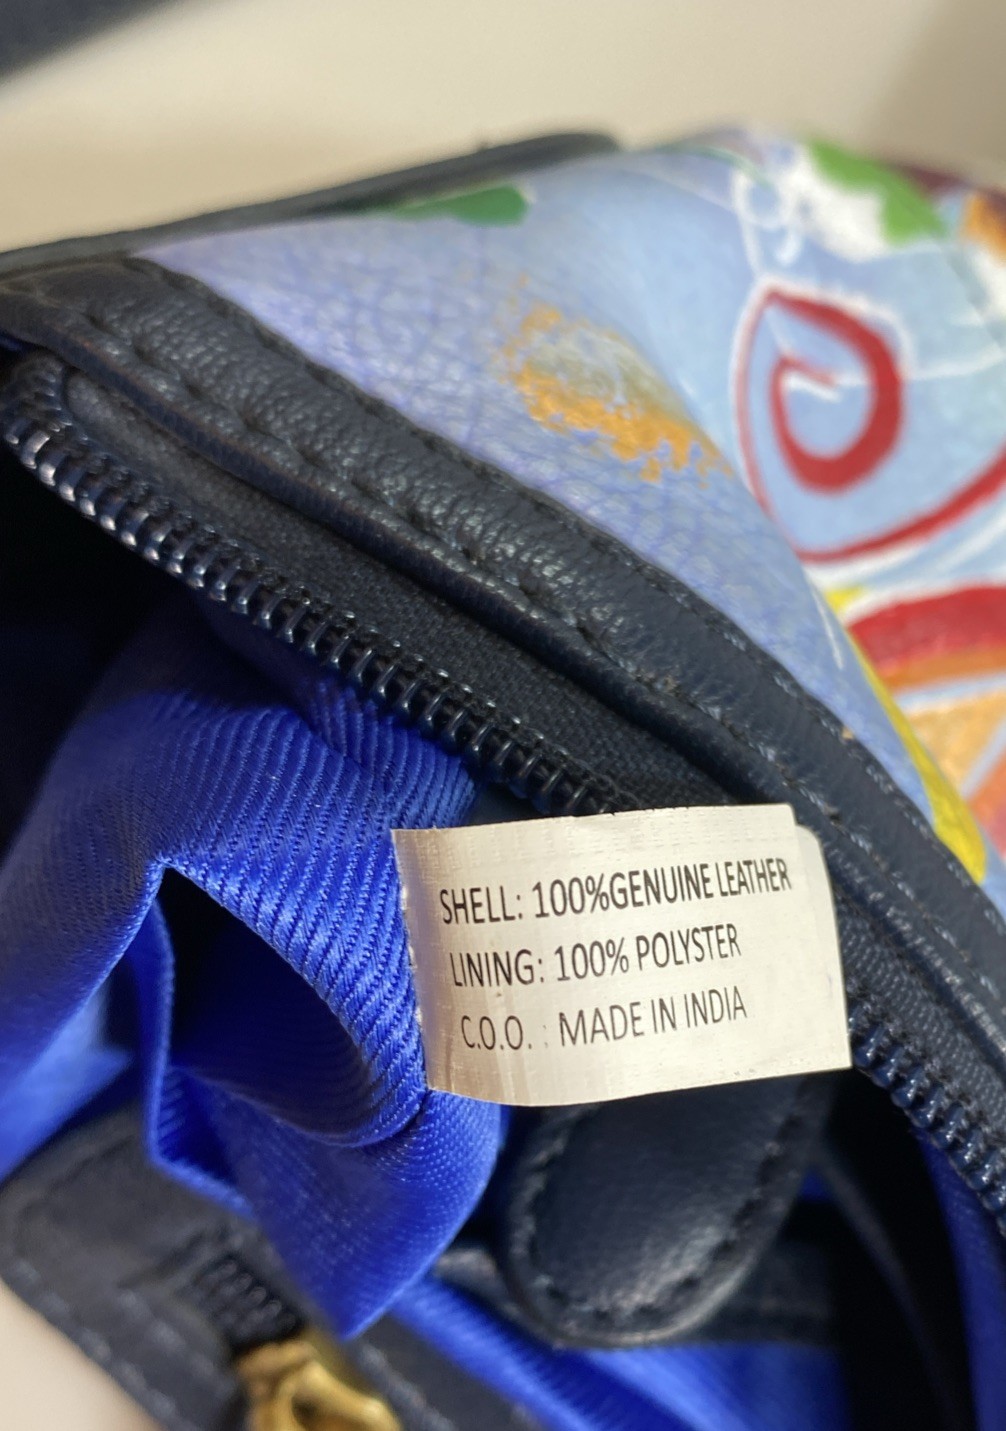 SHELL: 100%GENUINE LEATHER
LINING: 100% POLYSTER
C.O.O. : MADE IN INDIA